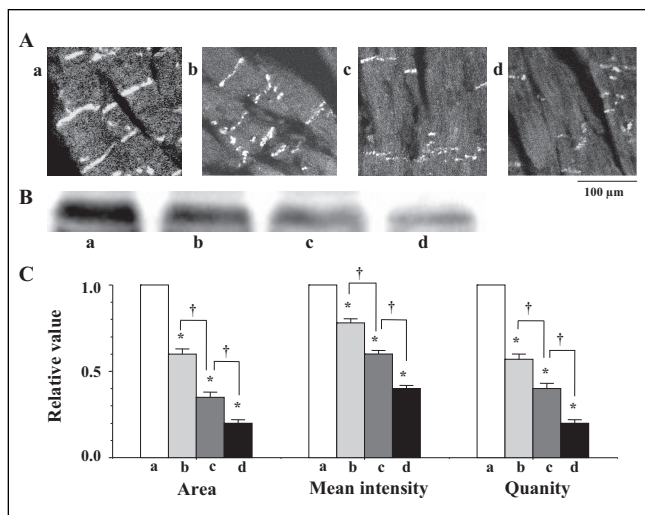 A
a
b
c
d
100 µm
B
a
b
c
d
C
Relative value
1.0
0.5
0.0
* * * † †
* * * † †
* * * † †
a b c d a b c d a b c d
Area Mean intensity Quanity